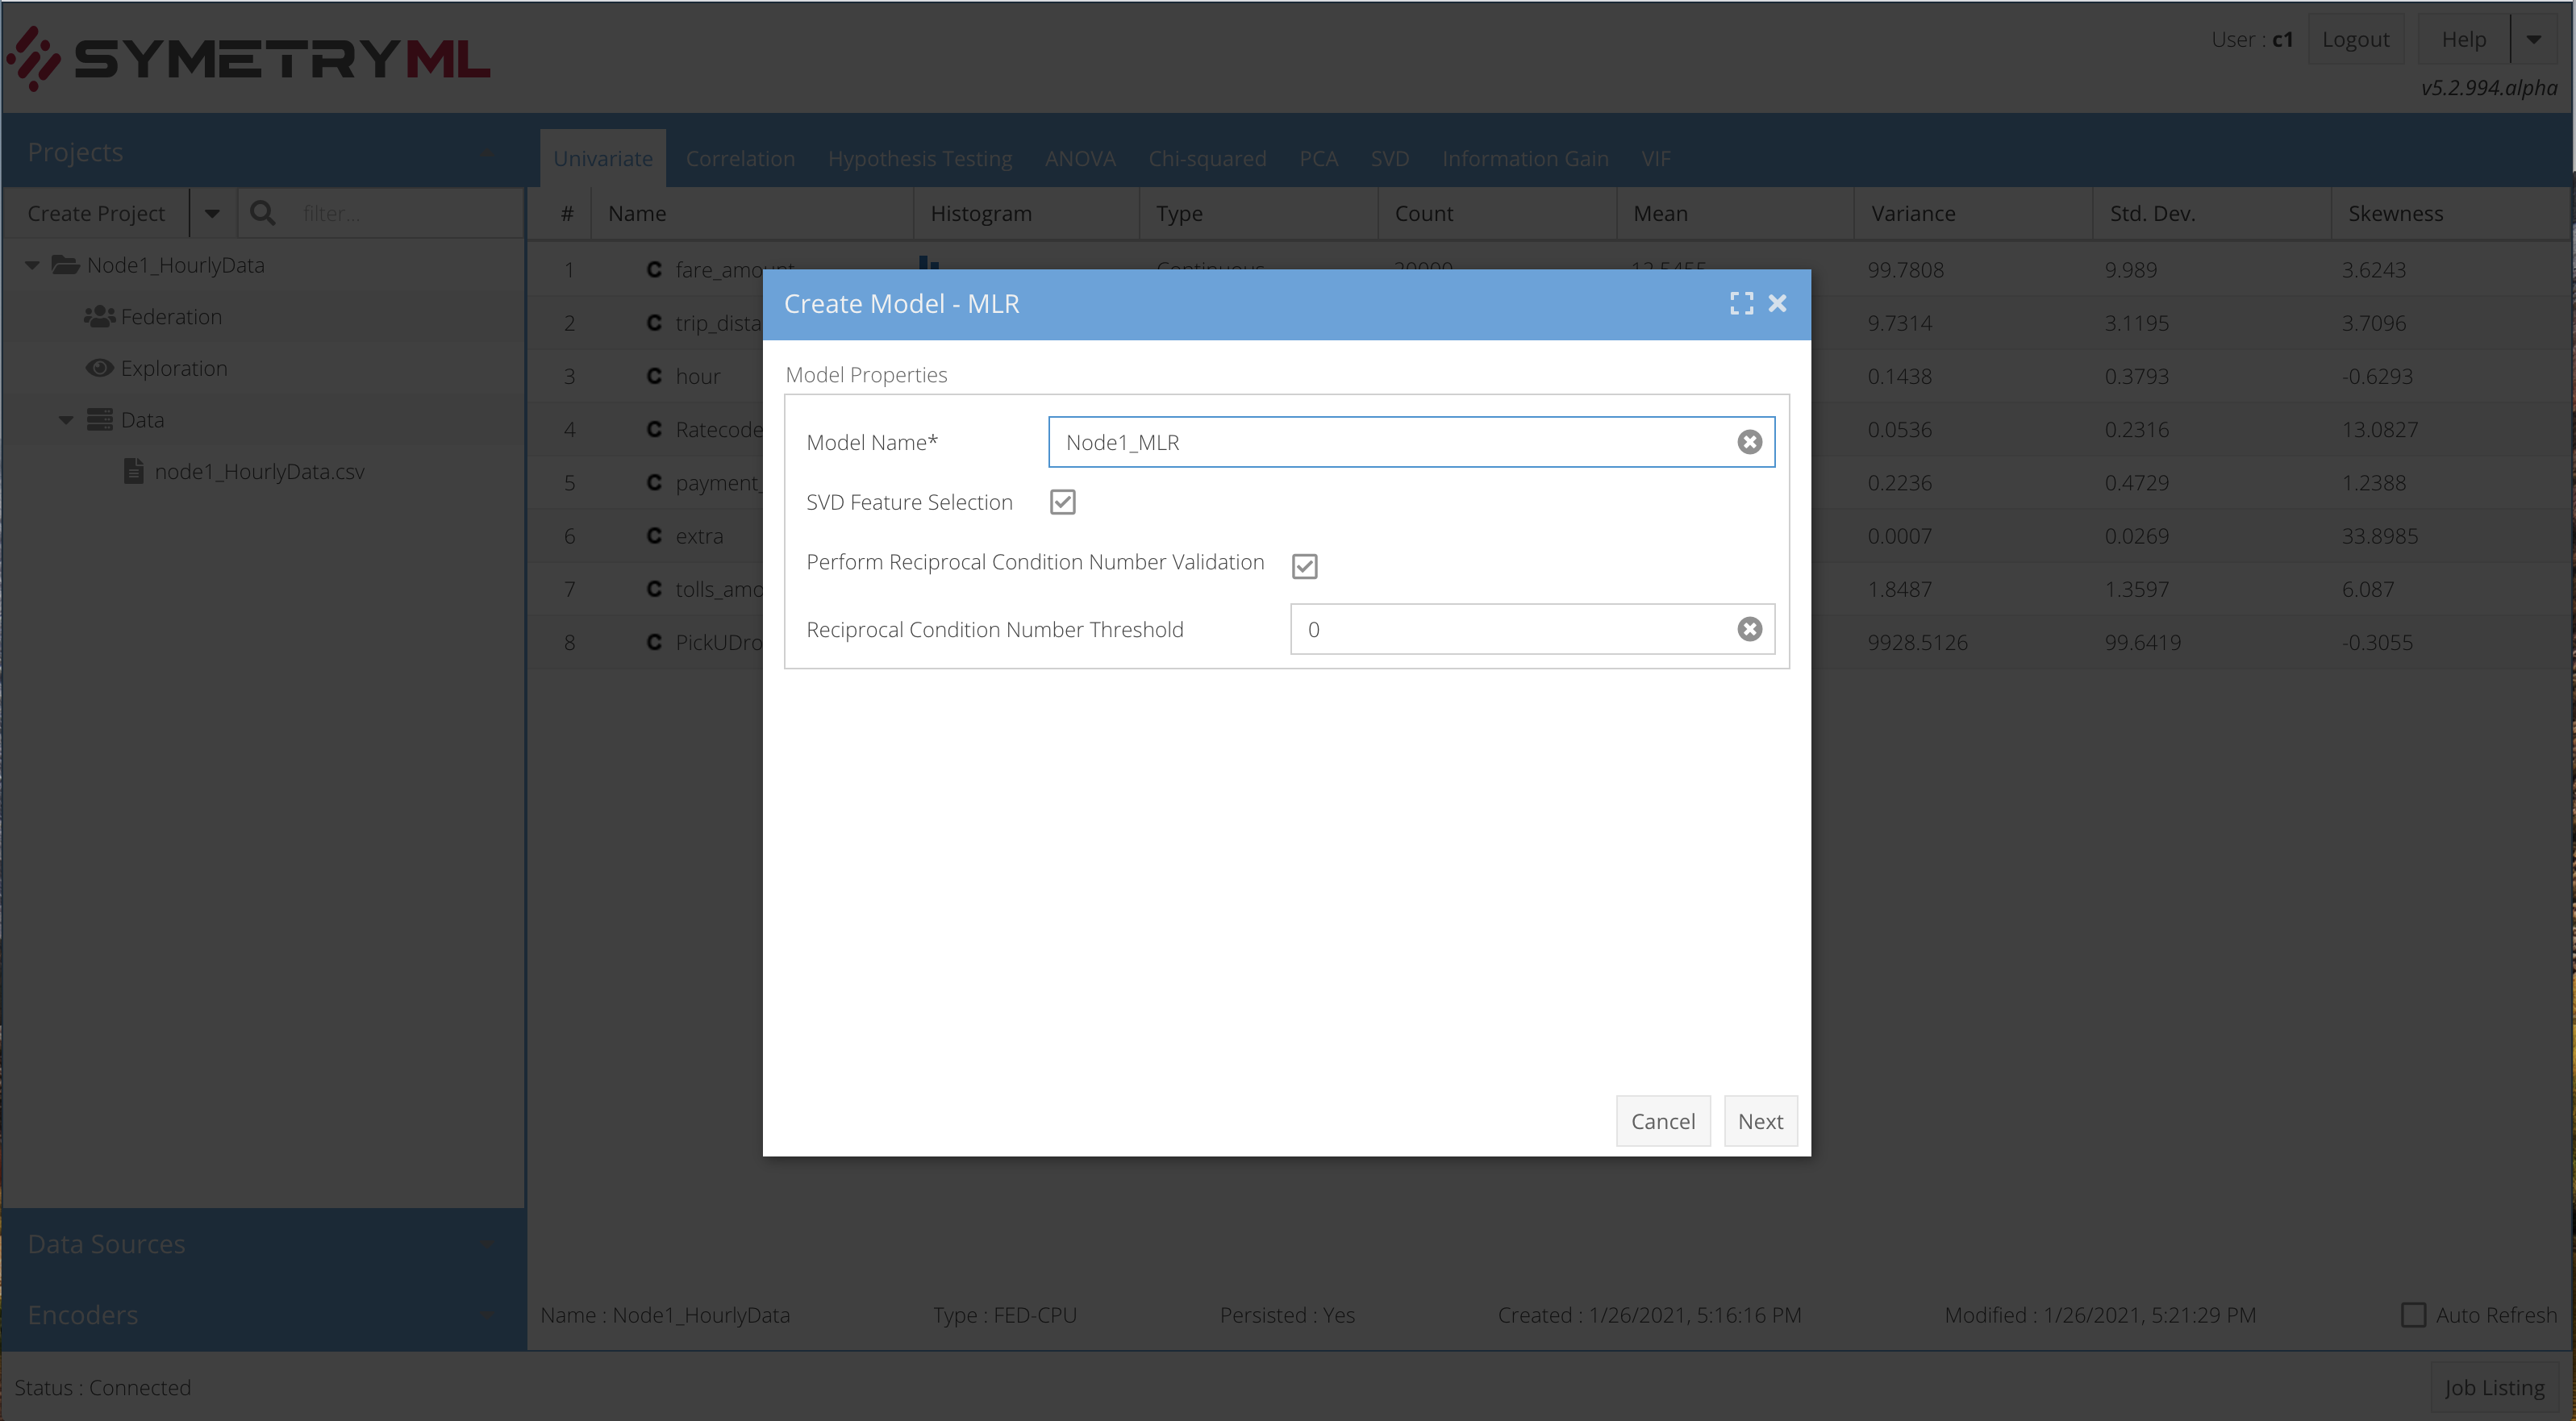 SYMETRYML
User : c1 Logout Help
v5.2.994.alpha
Projects
Univariate Correlation Hypothesis Testing ANOVA Chi-squared PCA SVD Information Gain VIF
Create Project filter...
# Name Histogram Type Count Mean Variance Std. Dev. Skewness
Node1_HourlyData
Federation
Exploration
Data
node1_HourlyData.csv
1 C fare_amount Continuous 20000 12.5455 99.7808 9.989 3.6243
2 C trip_dista 9.7314 3.1195 3.7096
3 C hour 0.1438 0.3793 -0.6293
4 C Ratecode 0.0536 0.2316 13.0827
5 C payment_ 0.2236 0.4729 1.2388
6 C extra 0.0007 0.0269 33.8985
7 C tolls_amo 1.8487 1.3597 6.087
8 C PickUDro 9928.5126 99.6419 -0.3055
Create Model - MLR
Model Properties
Model Name* Node1_MLR
SVD Feature Selection
Perform Reciprocal Condition Number Validation
Reciprocal Condition Number Threshold 0
Cancel Next
Data Sources
Encoders
Name : Node1_HourlyData Type : FED-CPU Persisted : Yes Created : 1/26/2021, 5:16:16 PM Modified : 1/26/2021, 5:21:29 PM Auto Refresh
Status : Connected Job Listing